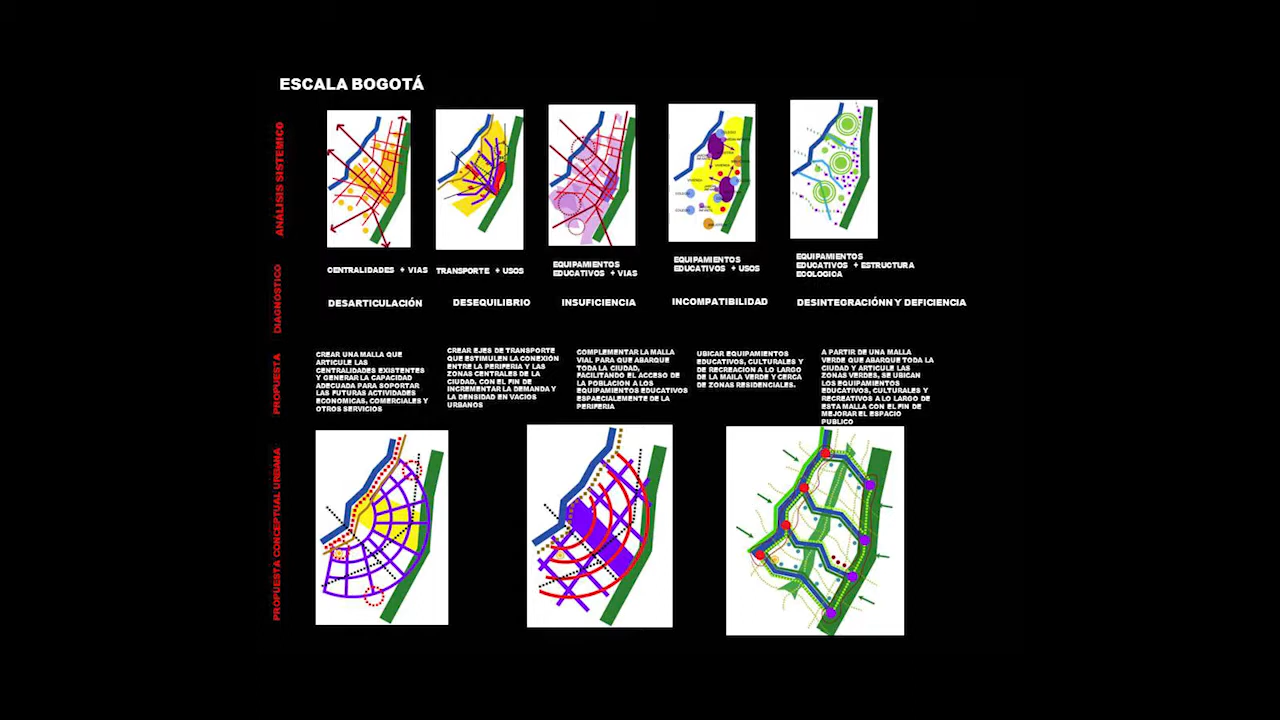 ESCALA BOGOTÁ
ANÁLISIS SISTEMICO
CENTRALIDADES + VIAS
TRANSPORTE + USOS
EQUIPAMIENTOS
EDUCATIVOS + VIAS
EQUIPAMIENTOS
EDUCATIVOS + USOS
EQUIPAMIENTOS
EDUCATIVOS + ESTRUCTURA
ECOLOGICA
DIAGNOSTICO
DESARTICULACIÓN
DESEQUILIBRIO
INSUFICIENCIA
INCOMPATIBILIDAD
DESINTEGRACIÓNN Y DEFICIENCIA
PROPUESTA
CREAR UNA MALLA QUE
ARTICULE LAS
CENTRALIDADES EXISTENTES
Y GENERAR LA CAPACIDAD
ADECUADA PARA SOPORTAR
LAS FUTURAS ACTIVIDADES
ECONOMICAS, COMERCIALES Y
OTROS SERVICIOS
CREAR EJES DE TRANSPORTE
QUE ESTIMULEN LA CONEXIÓN
ENTRE LA PERIFERIA Y LAS
ZONAS CENTRALES DE LA
CIUDAD, CON EL FIN DE
INCREMENTAR LA DEMANDA Y
LA DENSIDAD EN VACIOS
URBANOS
COMPLEMENTAR LA MALLA
VIAL PARA QUE ABARQUE
TODA LA CIUDAD,
FACILITANDO EL ACCESO DE
LA POBLACION A LOS
EQUIPAMIENTOS EDUCATIVOS
ESPAECIALEMENTE DE LA
PERIFERIA
UBICAR EQUIPAMIENTOS
EDUCATIVOS, CULTURALES Y
DE RECREACION A LO LARGO
DE LA MAILA VERDE Y CERCA
DE ZONAS RESIDENCIALES.
A PARTIR DE UNA MALLA
VERDE QUE ABARQUE TODA LA
CIUDAD Y ARTICULE LAS
ZONAS VERDES, SE UBICAN
LOS EQUIPAMIENTOS
EDUCATIVOS, CULTURALES Y
RECREATIVOS A LO LARGO DE
ESTA MALLA CON EL FIN DE
MEJORAR EL ESPACIO
PUBLICO
PROPUESTA CONCEPTUAL URBANA